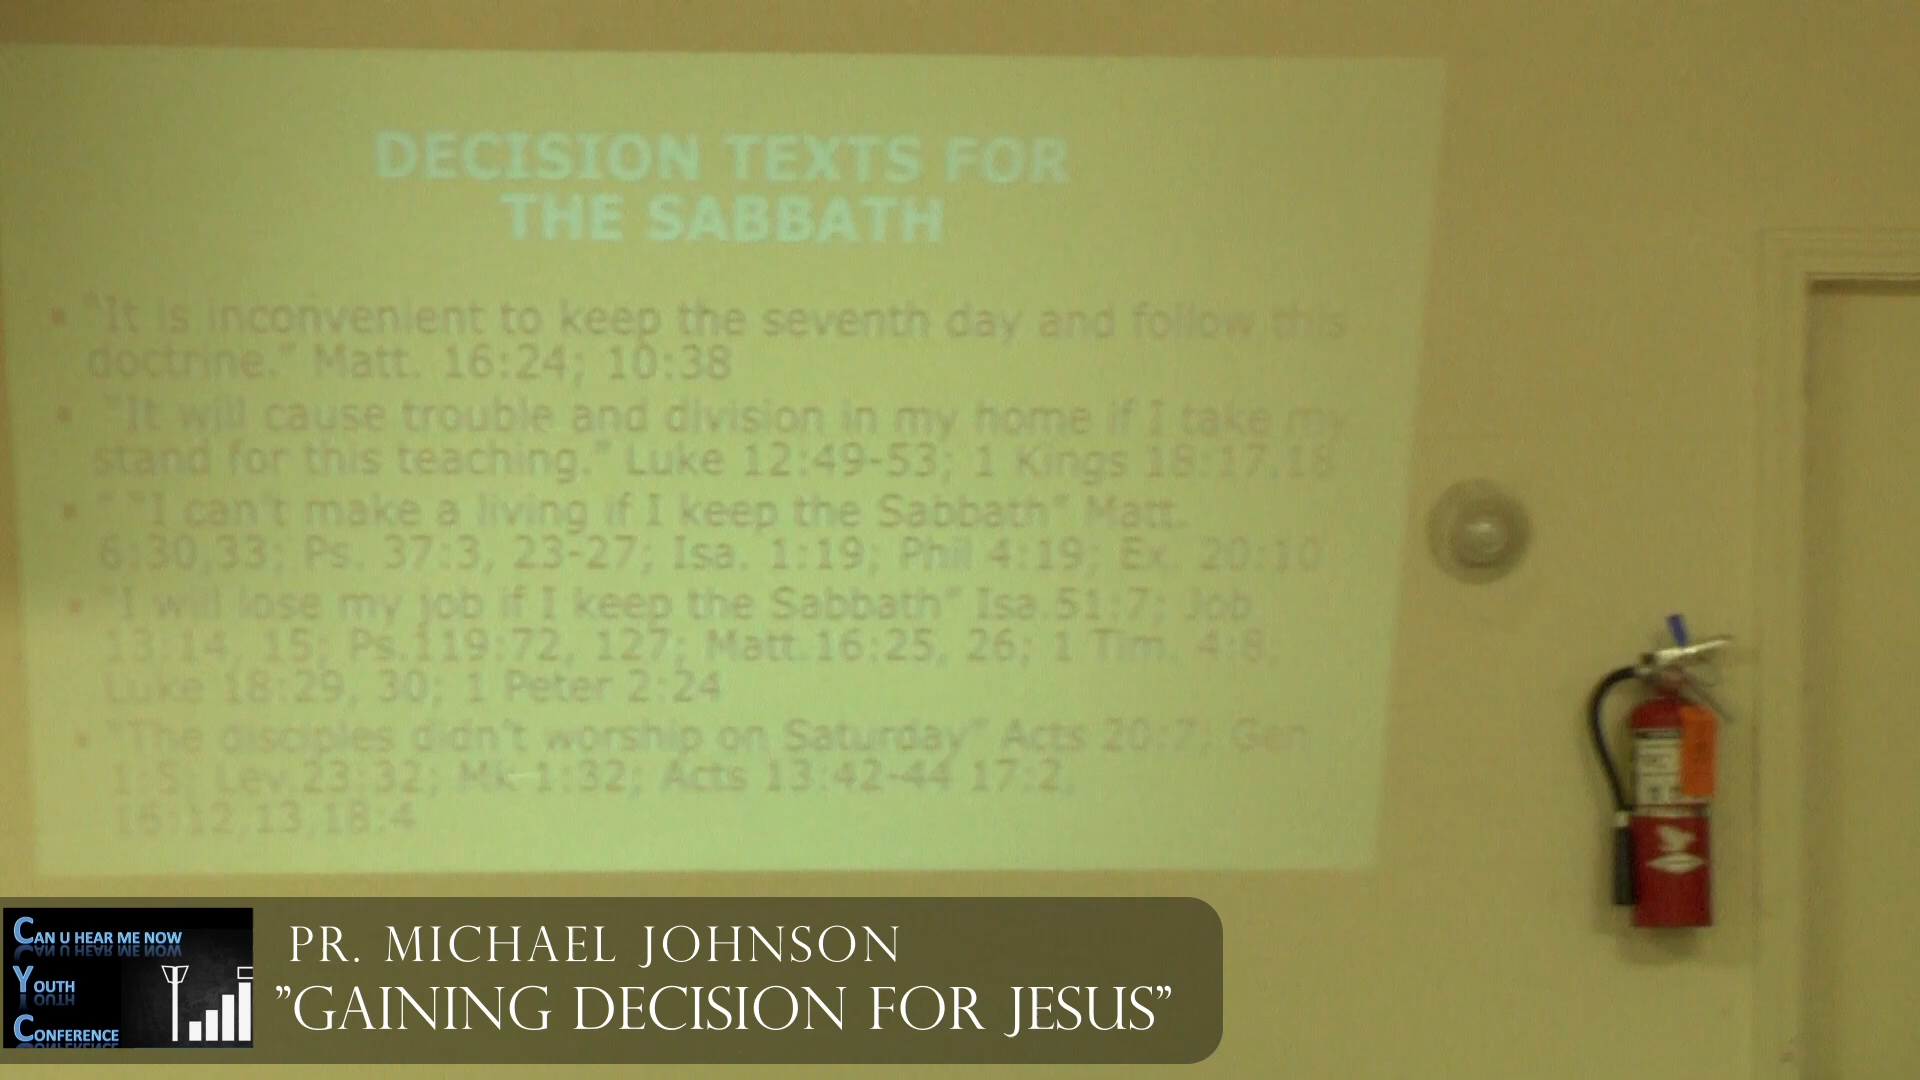 DECISION TEXTS FOR
THE SABBATH
• "It is inconvenient to keep the seventh day and follow this
doctrine." Matt. 16:24; 10:38
• "It will cause trouble and division in my home if I take my
stand for this teaching." Luke 12:49-53; 1 Kings 18:17,18
• " "I can't make a living if I keep the Sabbath" Matt.
6:30,33; Ps. 37:3, 23-27; Isa. 1:19; Phil 4:19; Ex. 20:10
• "I will lose my job if I keep the Sabbath" Isa.51:7; Job
13:14, 15; Ps.119:72, 127; Matt.16:25, 26; 1 Tim. 4:8,
Luke 18:29, 30; 1 Peter 2:24
• "The disciples didn't worship on Saturday" Acts 20:7; Gen
1:5; Lev.23:32; Mk 1:32; Acts 13:42-44 17:2,
16:12,13,18:4
CAN U HEAR ME NOW
YOUTH
CONFERENCE
PR. MICHAEL JOHNSON
"GAINING DECISION FOR JESUS"